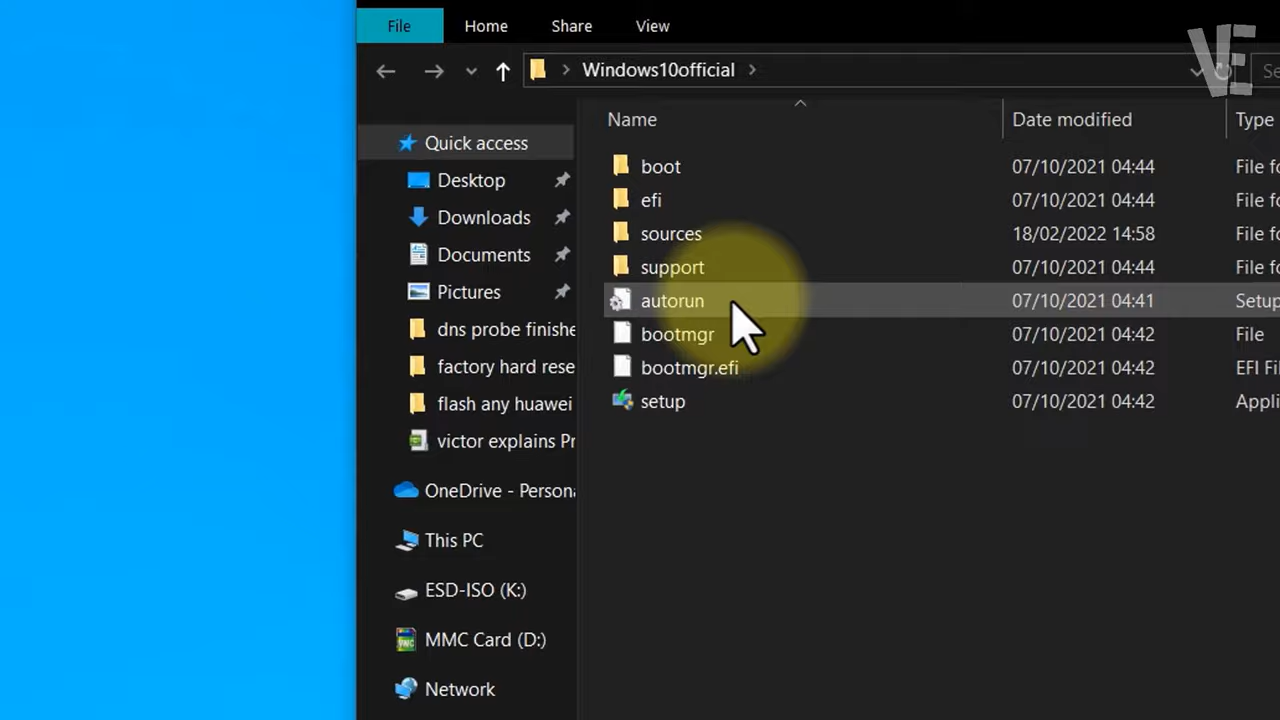 VE
File Home Share View
Windows10official
Se
Name Date modified Type
Quick access
Desktop
Downloads
Documents
Pictures
dns probe finishe
factory hard rese
flash any huawei
victor explains Pr
OneDrive - Persona
This PC
ESD-ISO (K:)
MMC Card (D:)
Network
boot 07/10/2021 04:44 File fo
efi 07/10/2021 04:44 File fo
sources 18/02/2022 14:58 File fo
support 07/10/2021 04:44 File fo
autorun 07/10/2021 04:41 Setup
bootmgr 07/10/2021 04:42 File
bootmgr.efi 07/10/2021 04:42 EFI Fi
setup 07/10/2021 04:42 Appli